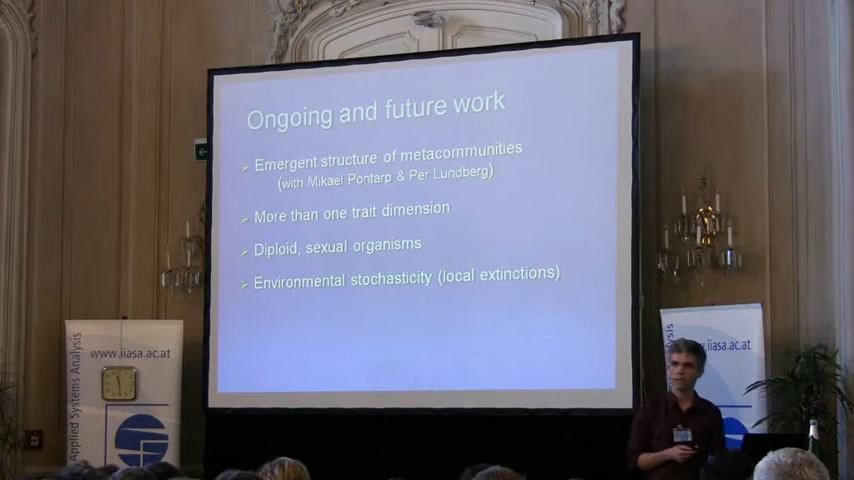 Ongoing and future work
Emergent structure of metacommunities
(with Mikael Pontarp & Per Lundberg)
More than one trait dimension
Diploid, sexual organisms
Environmental stochasticity (local extinctions)
www.iiasa.ac.at
Applied Systems Analysis
w.iiasa.ac.at